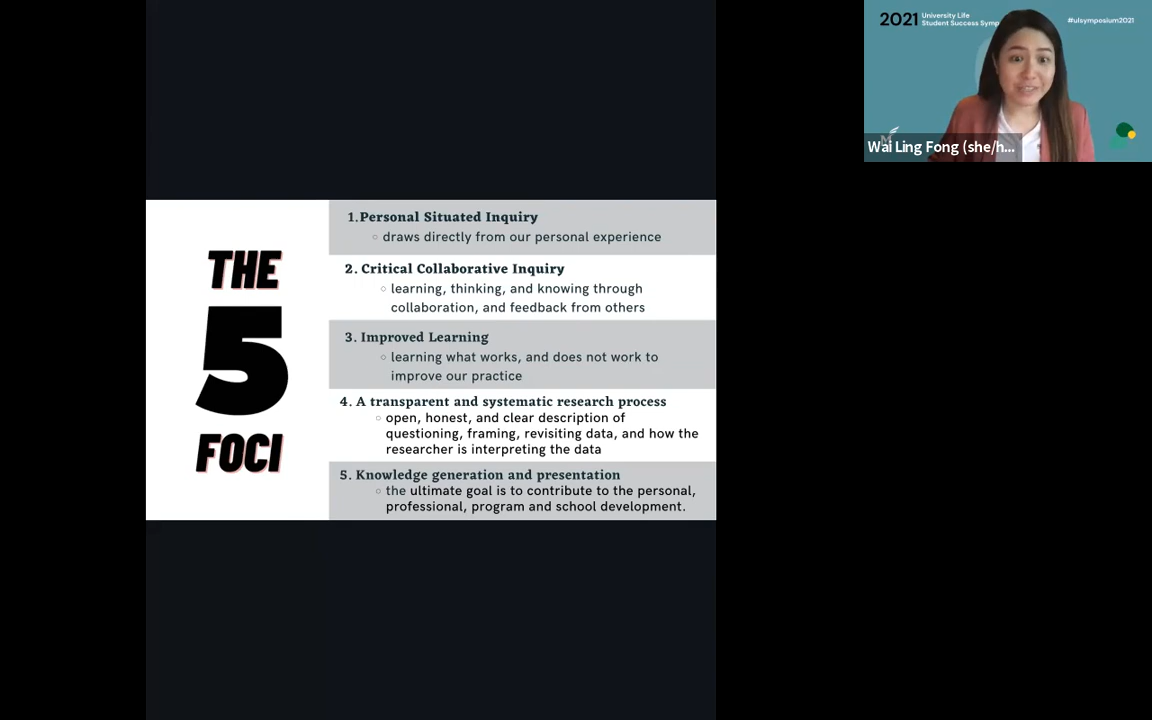 2021 University Life
Student Success Symp
#ulsymposium2021
Wai Ling Fong (she/h...
THE
5
FOCI
1.Personal Situated Inquiry
draws directly from our personal experience
2. Critical Collaborative Inquiry
learning, thinking, and knowing through
collaboration, and feedback from others
3. Improved Learning
learning what works, and does not work to
improve our practice
4. A transparent and systematic research process
open, honest, and clear description of
questioning, framing, revisiting data, and how the
researcher is interpreting the data
5. Knowledge generation and presentation
the ultimate goal is to contribute to the personal,
professional, program and school development.